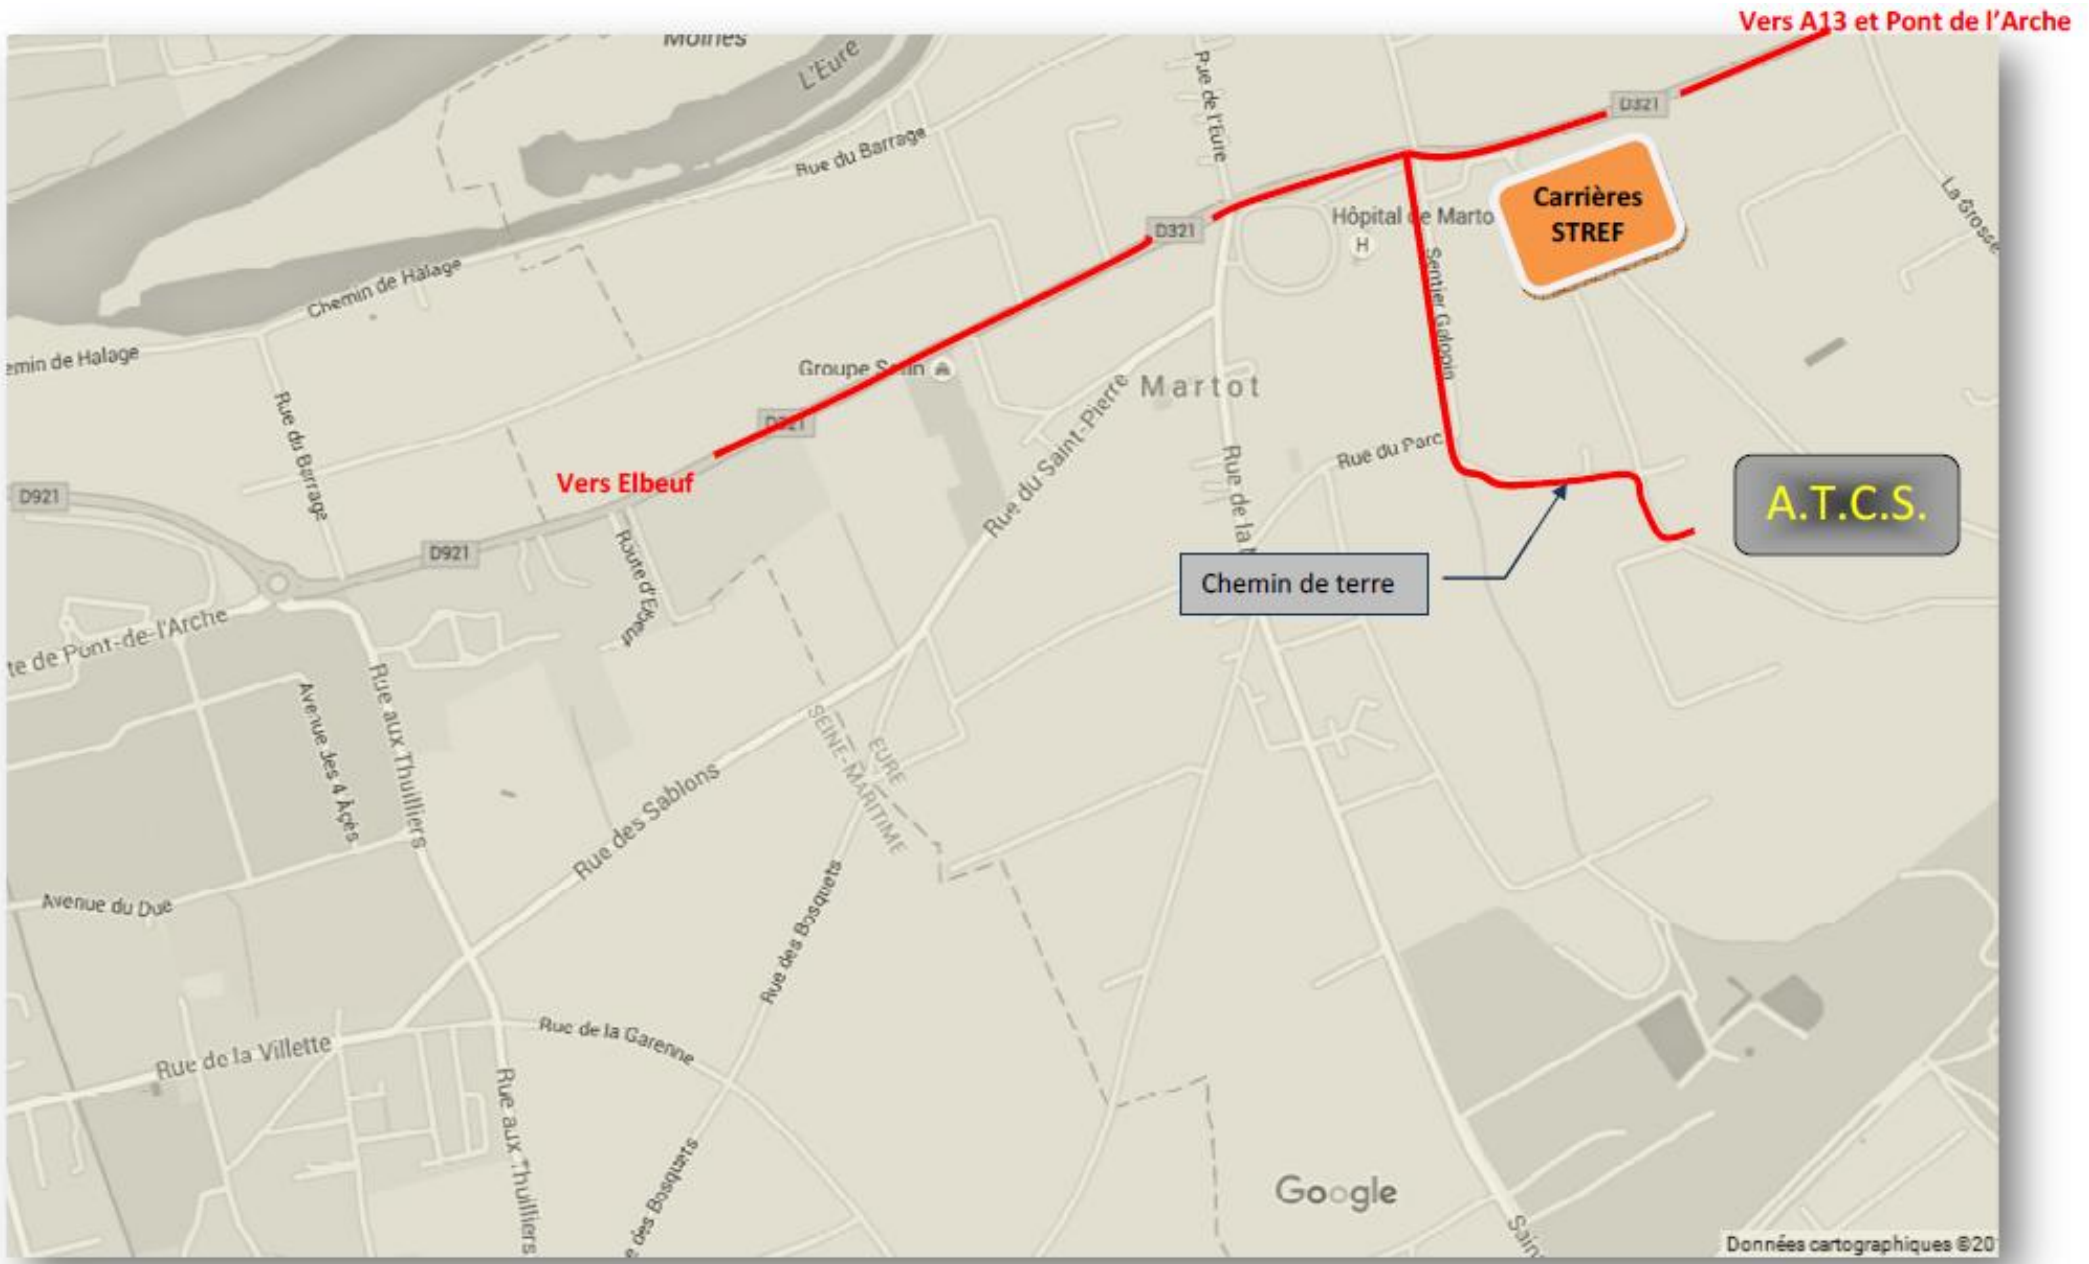 Vers A13 et Pont de l'Arche
Moines
L'Eure
Rue de l'Eure
D321
Rue du Barrage
Carrières
STREF
La Grosse
Hôpital de Marto
H
D321
Chemin de Halage
Sentier Galopin
emin de Halage
Groupe
Martot
Rue du Barrage
D321
Rue du Saint-Pierre
Rue du Parc
Rue de la
Vers Elbeuf
A.T.C.S.
D921
D921
Route d'Elbeuf
Chemin de terre
te de Pont-de-l'Arche
Rue aux Thuilliers
Avenue des 4 Âges
SEINE-MARITIME
EURE
Rue des Sablons
Rue des Bosquets
Avenue du Duc
Rue de la Garenne
Rue de la Villette
Rue aux Thuilliers
e des Bosquets
Google
Sain
Données cartographiques ©20